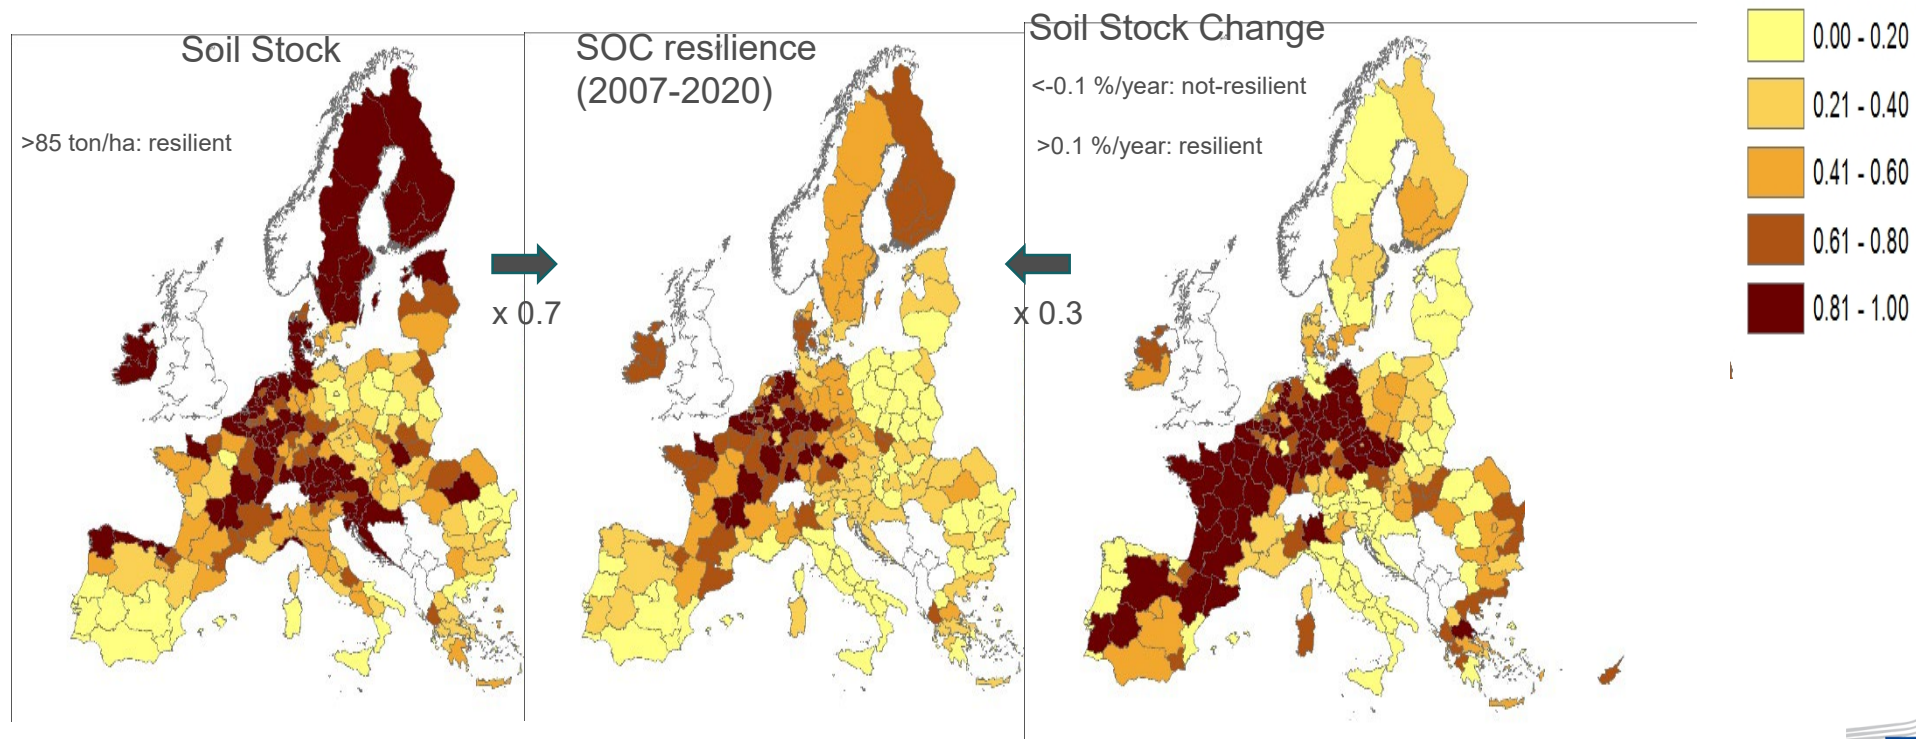 Soil Stock
>85 ton/ha: resilient
x 0.7
SOC resilience
(2007-2020)
Soil Stock Change
<-0.1 %/year: not-resilient
>0.1 %/year: resilient
x 0.3
0.00 - 0.20
0.21 - 0.40
0.41 - 0.60
0.61 - 0.80
0.81 - 1.00